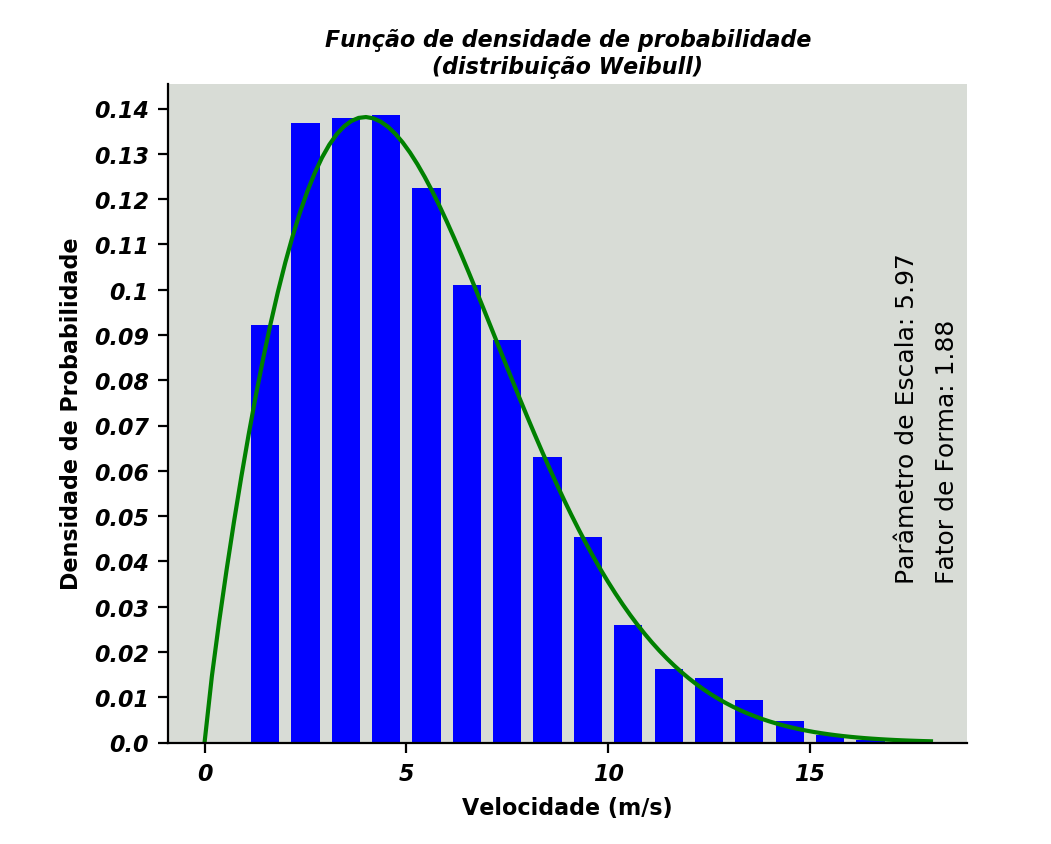 Função de densidade de probabilidade
(distribuição Weibull)
0.14
0.13
0.12
0.11
0.1
0.09
0.08
0.07
0.06
0.05
0.04
0.03
0.02
0.01
0.0
Densidade de Probabilidade
Parâmetro de Escala: 5.97
Fator de Forma: 1.88
0 5 10 15
Velocidade (m/s)